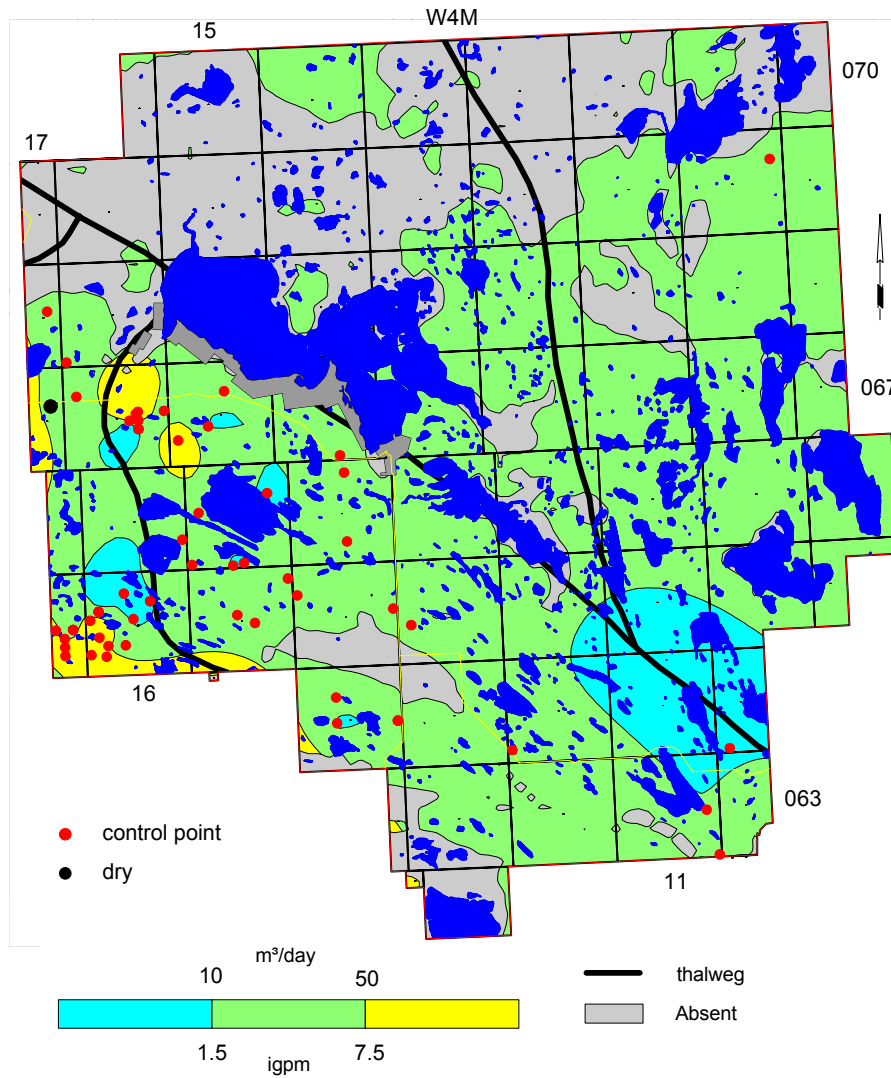 W4M
15
070
17
067
16
063
11
control point
dry
m³/day
10 50
thalweg
Absent
1.5 7.5
igpm